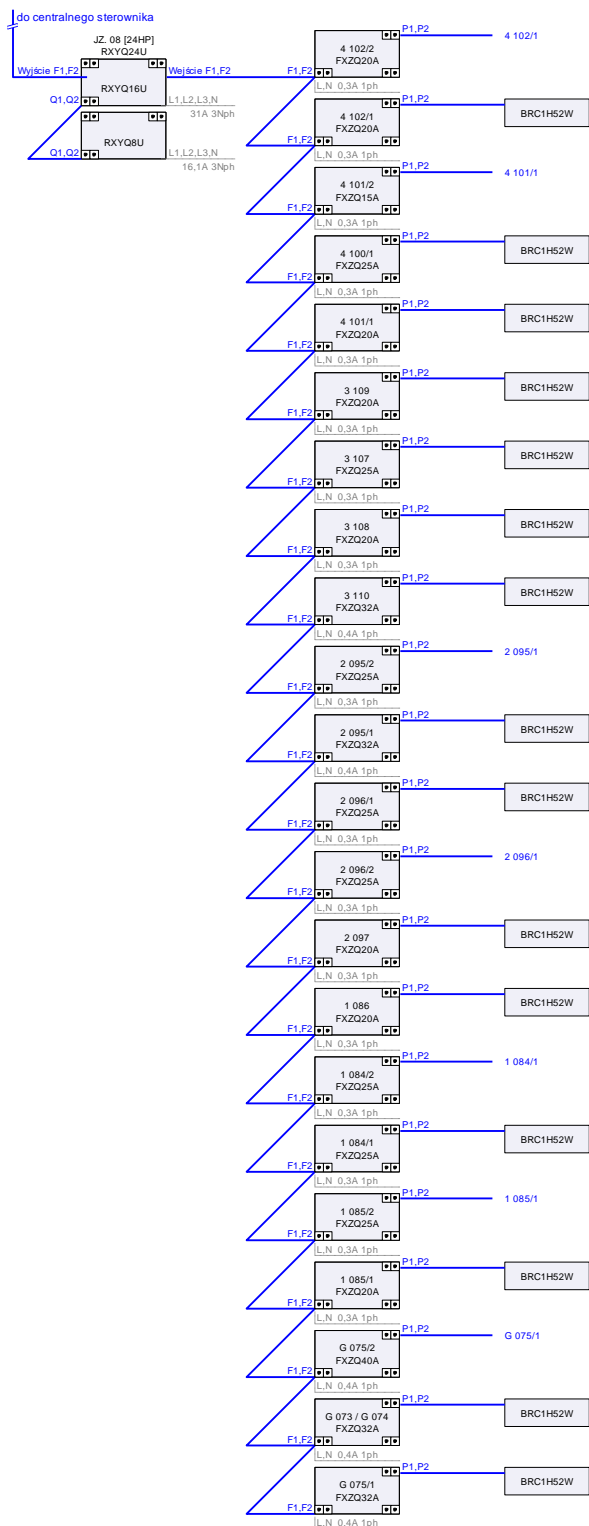 do centralnego sterownika
JZ. 08 [24HP]
RXYQ24U
Wyjście F1,F2
Wejście F1,F2
RXYQ16U
Q1,Q2
L1,L2,L3,N
31A 3Nph
RXYQ8U
Q1,Q2
L1,L2,L3,N
16,1A 3Nph
P1,P2
4 102/1
4 102/2
FXZQ20A
F1,F2
L,N 0,3A 1ph
P1,P2
BRC1H52W
4 102/1
FXZQ20A
F1,F2
L,N 0,3A 1ph
P1,P2
4 101/1
4 101/2
FXZQ15A
F1,F2
L,N 0,3A 1ph
P1,P2
BRC1H52W
4 100/1
FXZQ25A
F1,F2
L,N 0,3A 1ph
P1,P2
BRC1H52W
4 101/1
FXZQ20A
F1,F2
L,N 0,3A 1ph
P1,P2
BRC1H52W
3 109
FXZQ20A
F1,F2
L,N 0,3A 1ph
P1,P2
BRC1H52W
3 107
FXZQ25A
F1,F2
L,N 0,3A 1ph
P1,P2
BRC1H52W
3 108
FXZQ20A
F1,F2
L,N 0,3A 1ph
P1,P2
BRC1H52W
3 110
FXZQ32A
F1,F2
L,N 0,4A 1ph
P1,P2
2 095/1
2 095/2
FXZQ25A
F1,F2
L,N 0,3A 1ph
P1,P2
BRC1H52W
2 095/1
FXZQ32A
F1,F2
L,N 0,4A 1ph
P1,P2
BRC1H52W
2 096/1
FXZQ25A
F1,F2
L,N 0,3A 1ph
P1,P2
2 096/1
2 096/2
FXZQ25A
F1,F2
L,N 0,3A 1ph
P1,P2
BRC1H52W
2 097
FXZQ20A
F1,F2
L,N 0,3A 1ph
P1,P2
BRC1H52W
1 086
FXZQ20A
F1,F2
L,N 0,3A 1ph
P1,P2
1 084/1
1 084/2
FXZQ25A
F1,F2
L,N 0,3A 1ph
P1,P2
BRC1H52W
1 084/1
FXZQ25A
F1,F2
L,N 0,3A 1ph
P1,P2
1 085/1
1 085/2
FXZQ25A
F1,F2
L,N 0,3A 1ph
P1,P2
BRC1H52W
1 085/1
FXZQ20A
F1,F2
L,N 0,3A 1ph
P1,P2
G 075/1
G 075/2
FXZQ40A
F1,F2
L,N 0,4A 1ph
P1,P2
BRC1H52W
G 073 / G 074
FXZQ32A
F1,F2
L,N 0,4A 1ph
P1,P2
BRC1H52W
G 075/1
FXZQ32A
F1,F2
L,N 0,4A 1ph